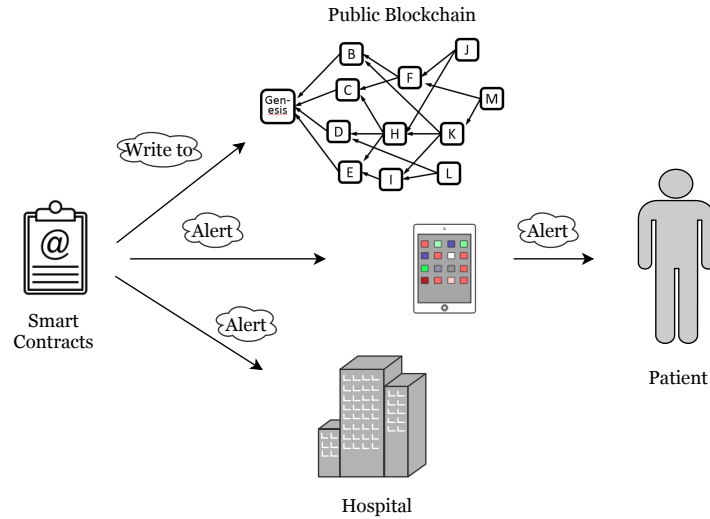 Public Blockchain
J
B
F
C
M
Gen-
esis
D
H
K
E
I
L
Write to
Alert
Alert
@
Alert
Smart
Contracts
Patient
Hospital